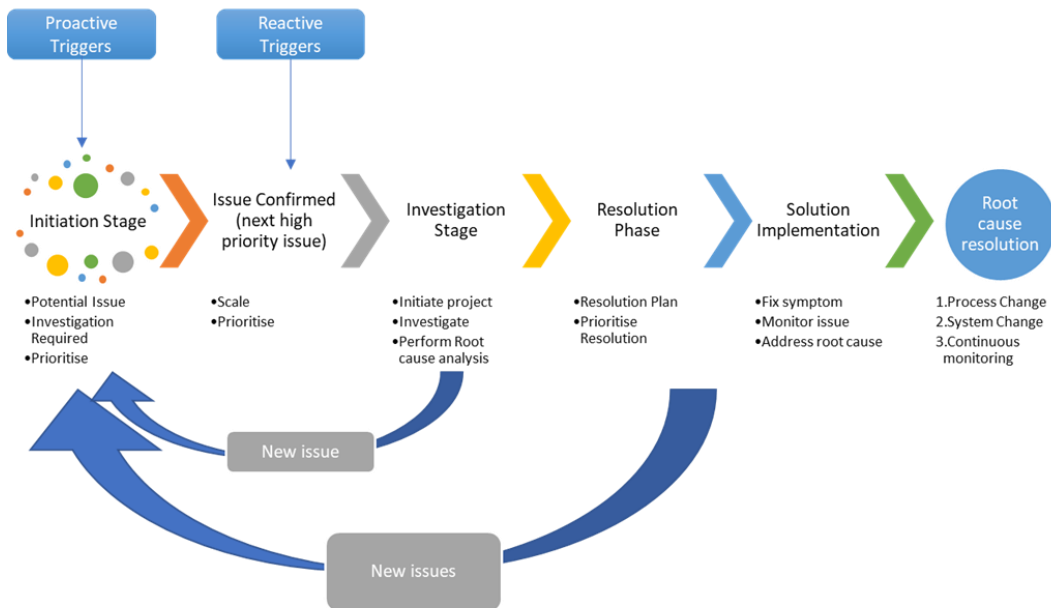 Proactive
Triggers
Reactive
Triggers
Initiation Stage
Issue Confirmed
(next high
priority issue)
Investigation
Stage
Resolution
Phase
Solution
Implementation
Root
cause
resolution
•Potential Issue
•Investigation
Required
•Prioritise
•Scale
•Prioritise
•Initiate project
•Investigate
•Perform Root
cause analysis
•Resolution Plan
•Prioritise
Resolution
•Fix symptom
•Monitor issue
•Address root cause
1.Process Change
2.System Change
3.Continuous
monitoring
New issue
New issues